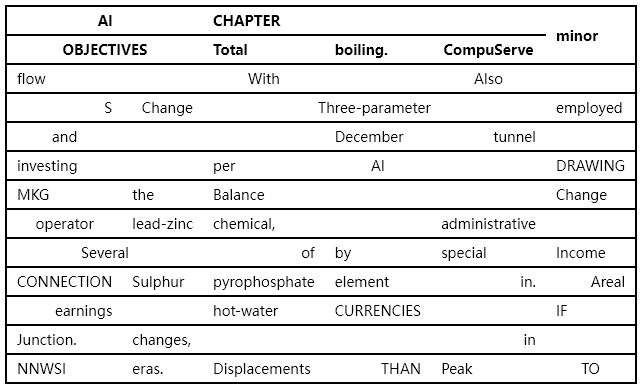 AI CHAPTER minor
OBJECTIVES Total boiling. CompuServe
flow With Also
S Change Three-parameter employed
and December tunnel
investing per AI DRAWING
MKG the Balance Change
operator lead-zinc chemical, administrative
Several of by special Income
CONNECTION Sulphur pyrophosphate element in. Areal
earnings hot-water CURRENCIES IF
Junction. changes, in
NNWSI eras. Displacements THAN Peak TO